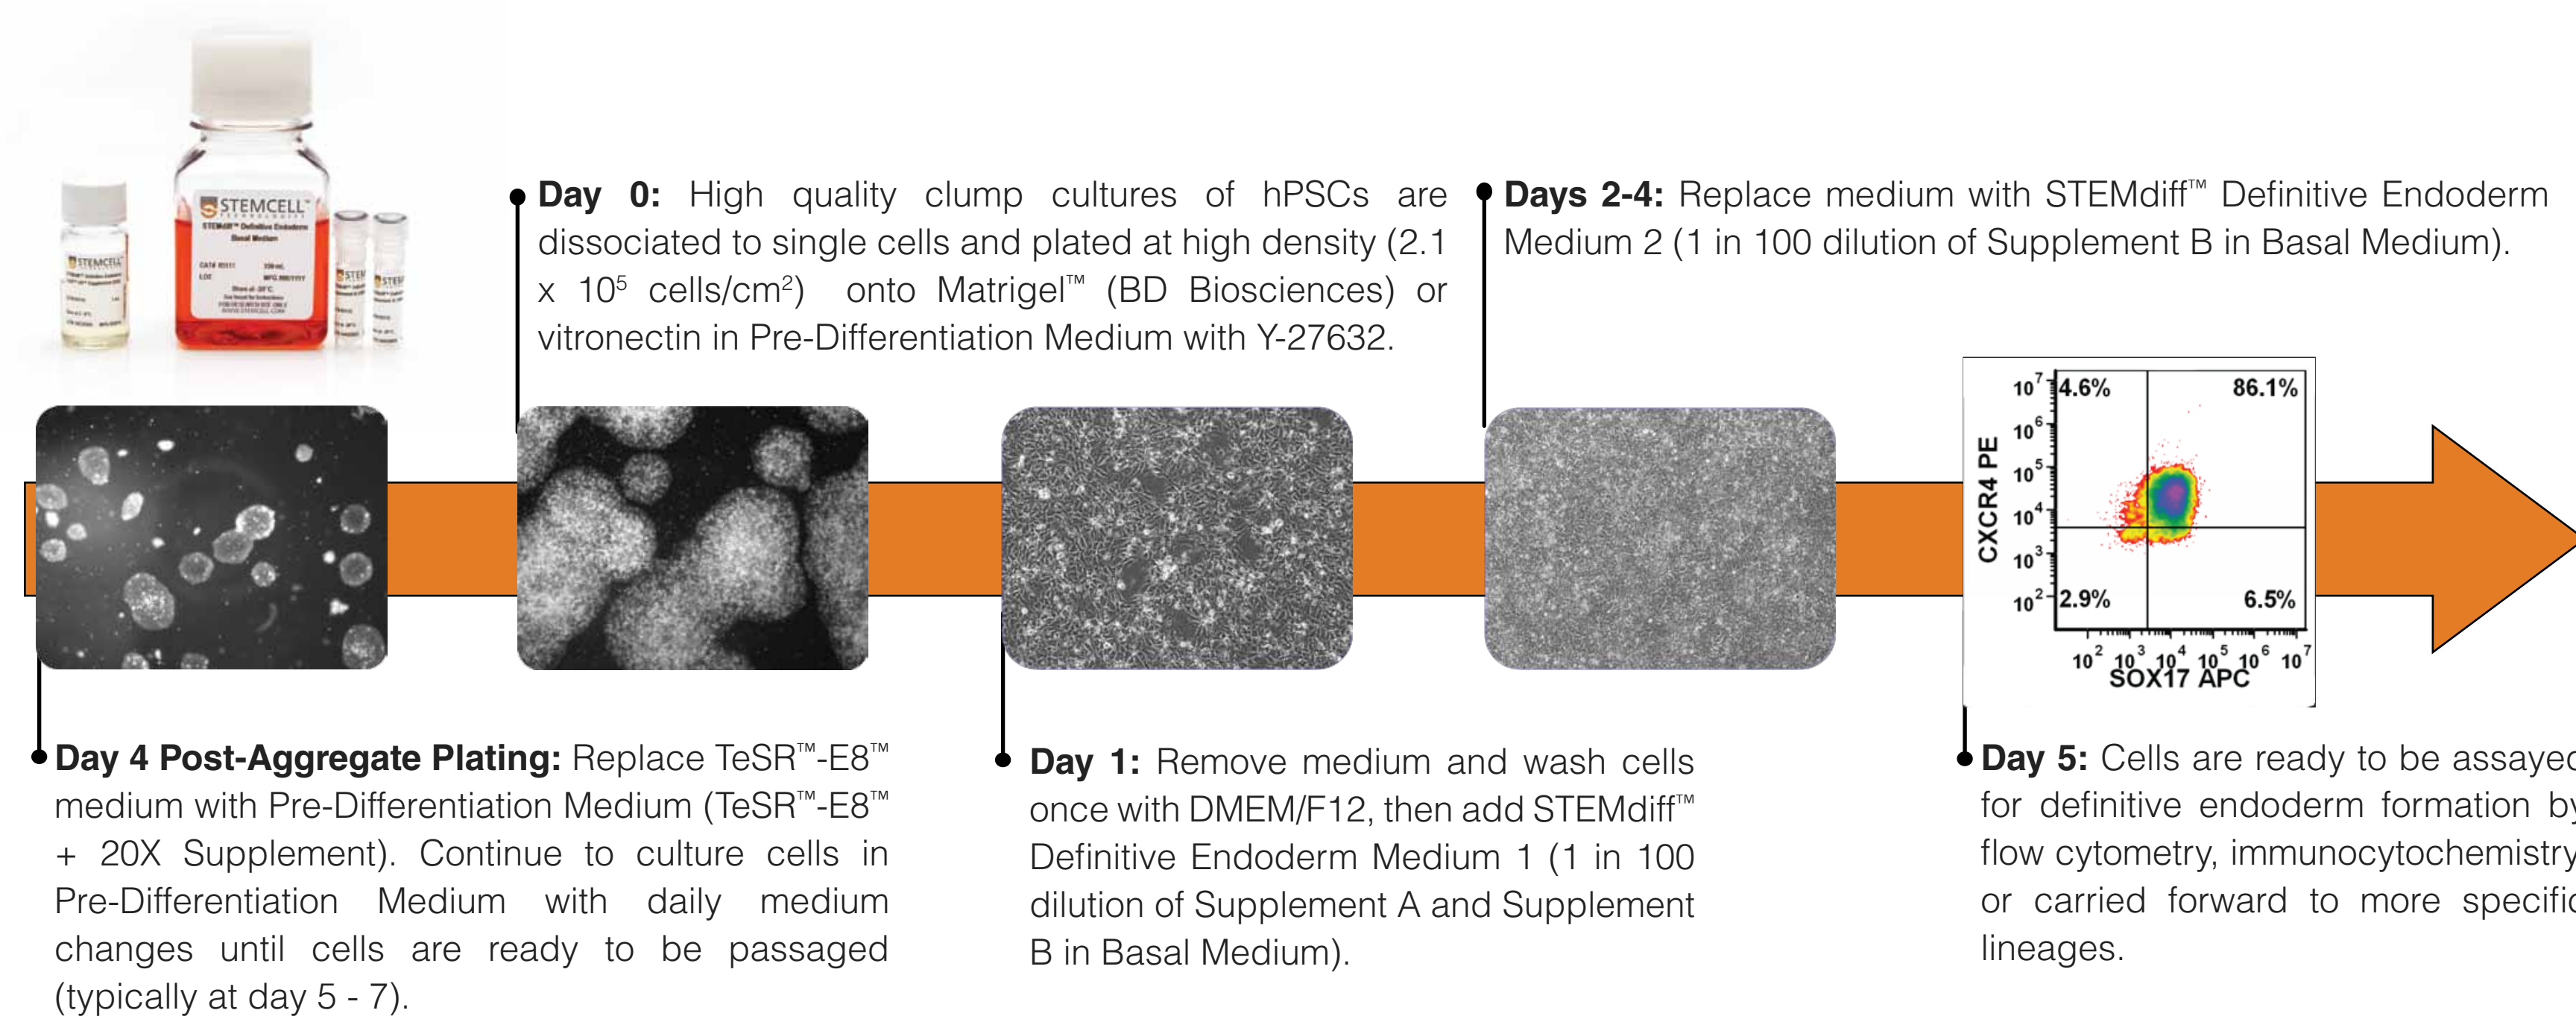 STEMCELL™
TECHNOLOGIES
STEMdiff™ Definitive Endoderm
Basal Medium
STEMCELL™
Day 0: High quality clump cultures of hPSCs are
dissociated to single cells and plated at high density (2.1
x 10⁵ cells/cm²) onto Matrigel™ (BD Biosciences) or
vitronectin in Pre-Differentiation Medium with Y-27632.
Days 2-4: Replace medium with STEMdiff™ Definitive Endoderm
Medium 2 (1 in 100 dilution of Supplement B in Basal Medium).
10⁷
10⁶
10⁵
10⁴
10³
10²
CXCR4 PE
4.6%
86.1%
2.9%
6.5%
10² 10³ 10⁴ 10⁵ 10⁶ 10⁷
SOX17 APC
Day 4 Post-Aggregate Plating: Replace TeSR™-E8™
medium with Pre-Differentiation Medium (TeSR™-E8™
+ 20X Supplement). Continue to culture cells in
Pre-Differentiation Medium with daily medium
changes until cells are ready to be passaged
(typically at day 5 - 7).
Day 1: Remove medium and wash cells
once with DMEM/F12, then add STEMdiff™
Definitive Endoderm Medium 1 (1 in 100
dilution of Supplement A and Supplement
B in Basal Medium).
Day 5: Cells are ready to be assayed
for definitive endoderm formation by
flow cytometry, immunocytochemistry,
or carried forward to more specific
lineages.